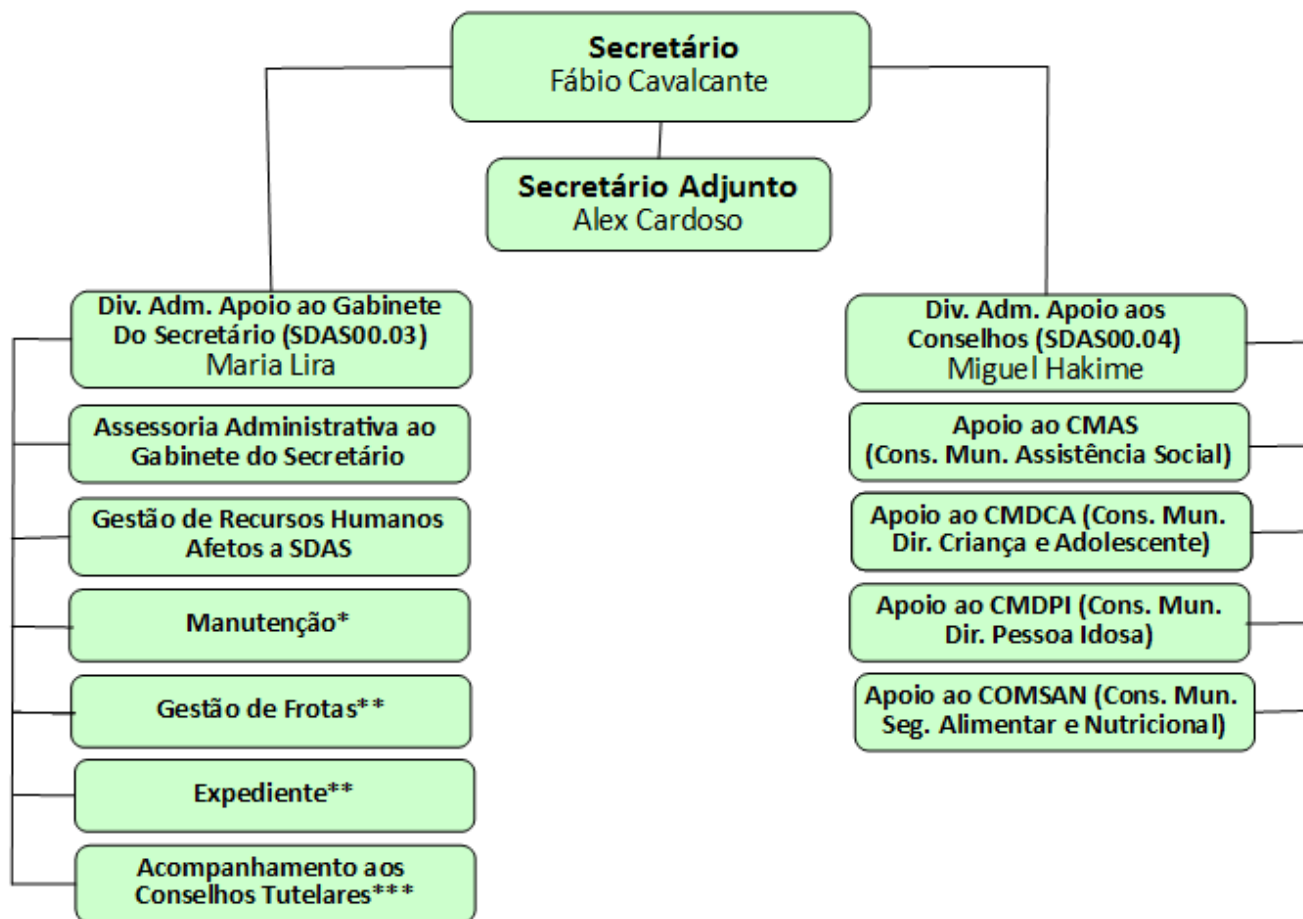 Secretário
Fábio Cavalcante
Secretário Adjunto
Alex Cardoso
Div. Adm. Apoio ao Gabinete
Do Secretário (SDAS00.03)
Maria Lira
Assessoria Administrativa ao
Gabinete do Secretário
Gestão de Recursos Humanos
Afetos a SDAS
Manutenção*
Gestão de Frotas**
Expediente**
Acompanhamento aos
Conselhos Tutelares***
Div. Adm. Apoio aos
Conselhos (SDAS00.04)
Miguel Hakime
Apoio ao CMAS
(Cons. Mun. Assistência Social)
Apoio ao CMDCA (Cons. Mun.
Dir. Criança e Adolescente)
Apoio ao CMDPI (Cons. Mun.
Dir. Pessoa Idosa)
Apoio ao COMSAN (Cons. Mun.
Seg. Alimentar e Nutricional)